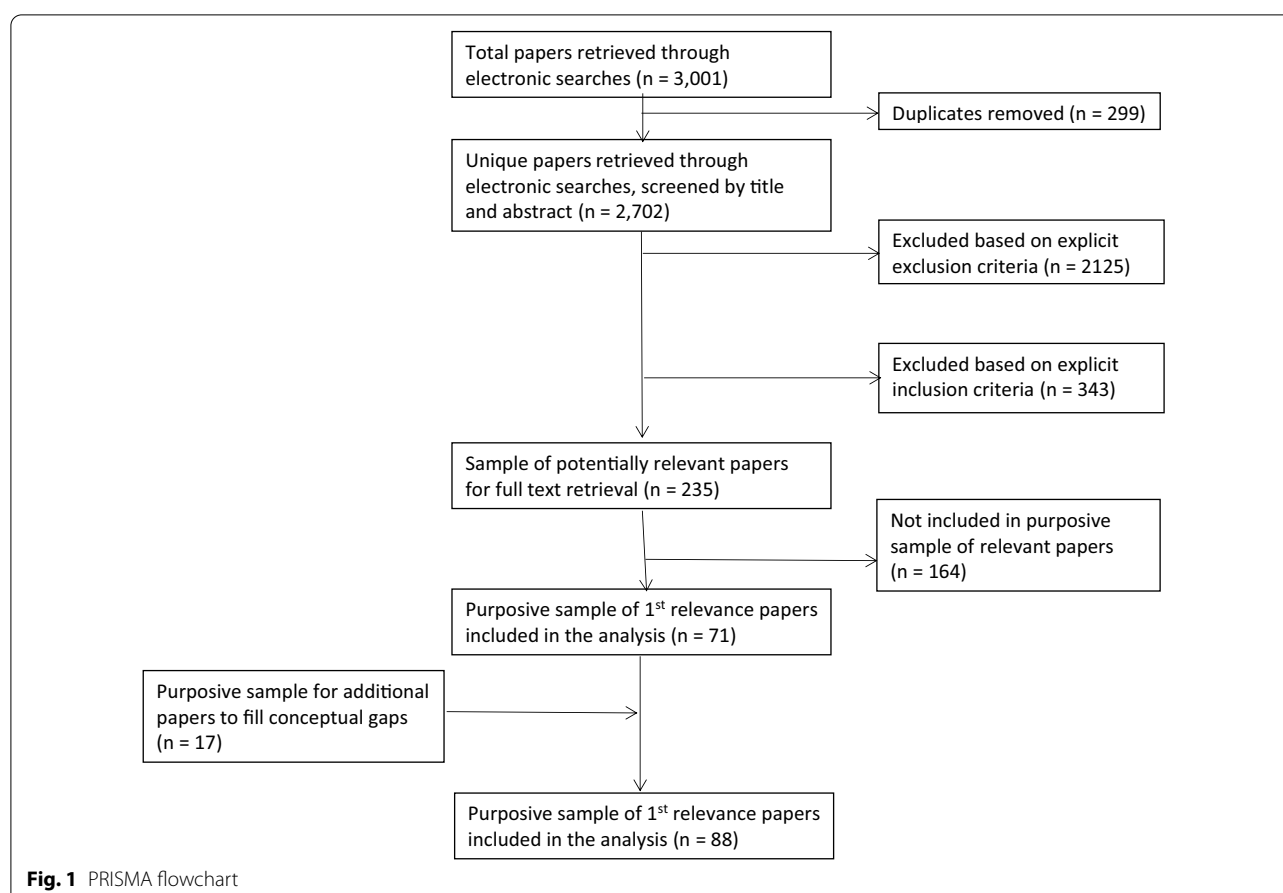 Total papers retrieved through
electronic searches (n = 3,001)
Duplicates removed (n = 299)
Unique papers retrieved through
electronic searches, screened by title
and abstract (n = 2,702)
Excluded based on explicit
exclusion criteria (n = 2125)
Excluded based on explicit
inclusion criteria (n = 343)
Sample of potentially relevant papers
for full text retrieval (n = 235)
Not included in purposive
sample of relevant papers
(n = 164)
Purposive sample of 1st relevance papers
included in the analysis (n = 71)
Purposive sample for additional
papers to fill conceptual gaps
(n = 17)
Purposive sample of 1st relevance papers
included in the analysis (n = 88)
Fig. 1 PRISMA flowchart